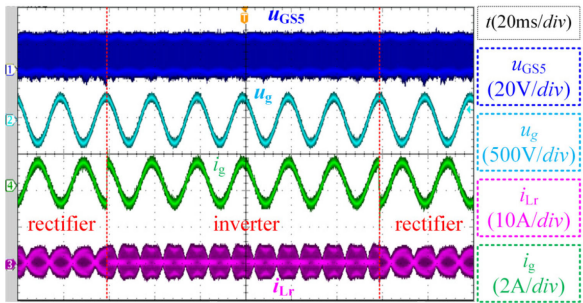 u_GS5
t(20ms/div)
1
u_GS5
(20V/div)
u_g
2
u_g
(500V/div)
i_g
4
i_Lr
(10A/div)
rectifier
inverter
rectifier
3
i_Lr
i_g
(2A/div)